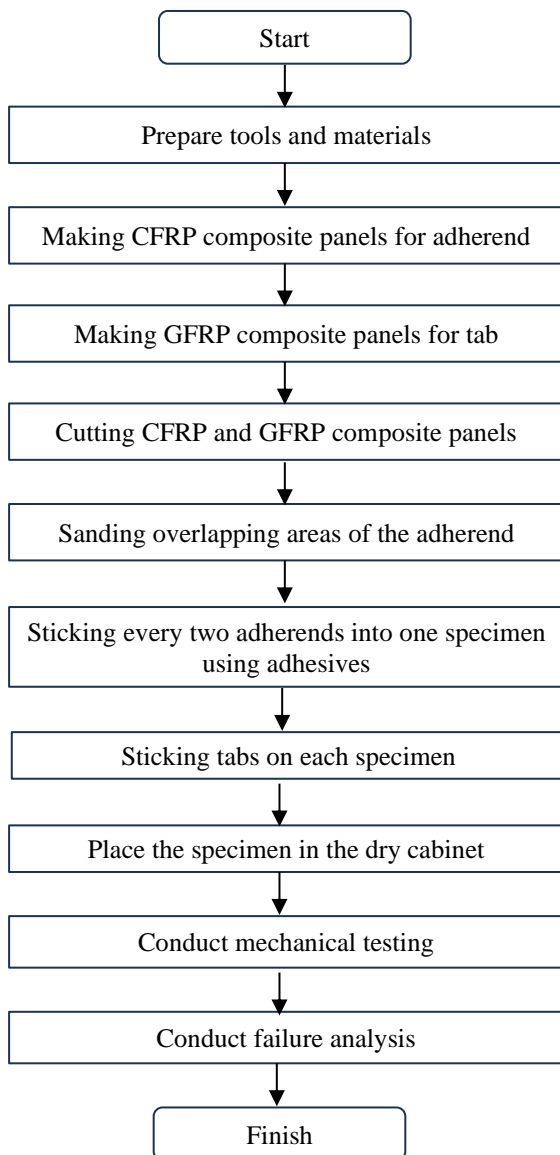 Start
Prepare tools and materials
Making CFRP composite panels for adherend
Making GFRP composite panels for tab
Cutting CFRP and GFRP composite panels
Sanding overlapping areas of the adherend
Sticking every two adherends into one specimen
using adhesives
Sticking tabs on each specimen
Place the specimen in the dry cabinet
Conduct mechanical testing
Conduct failure analysis
Finish